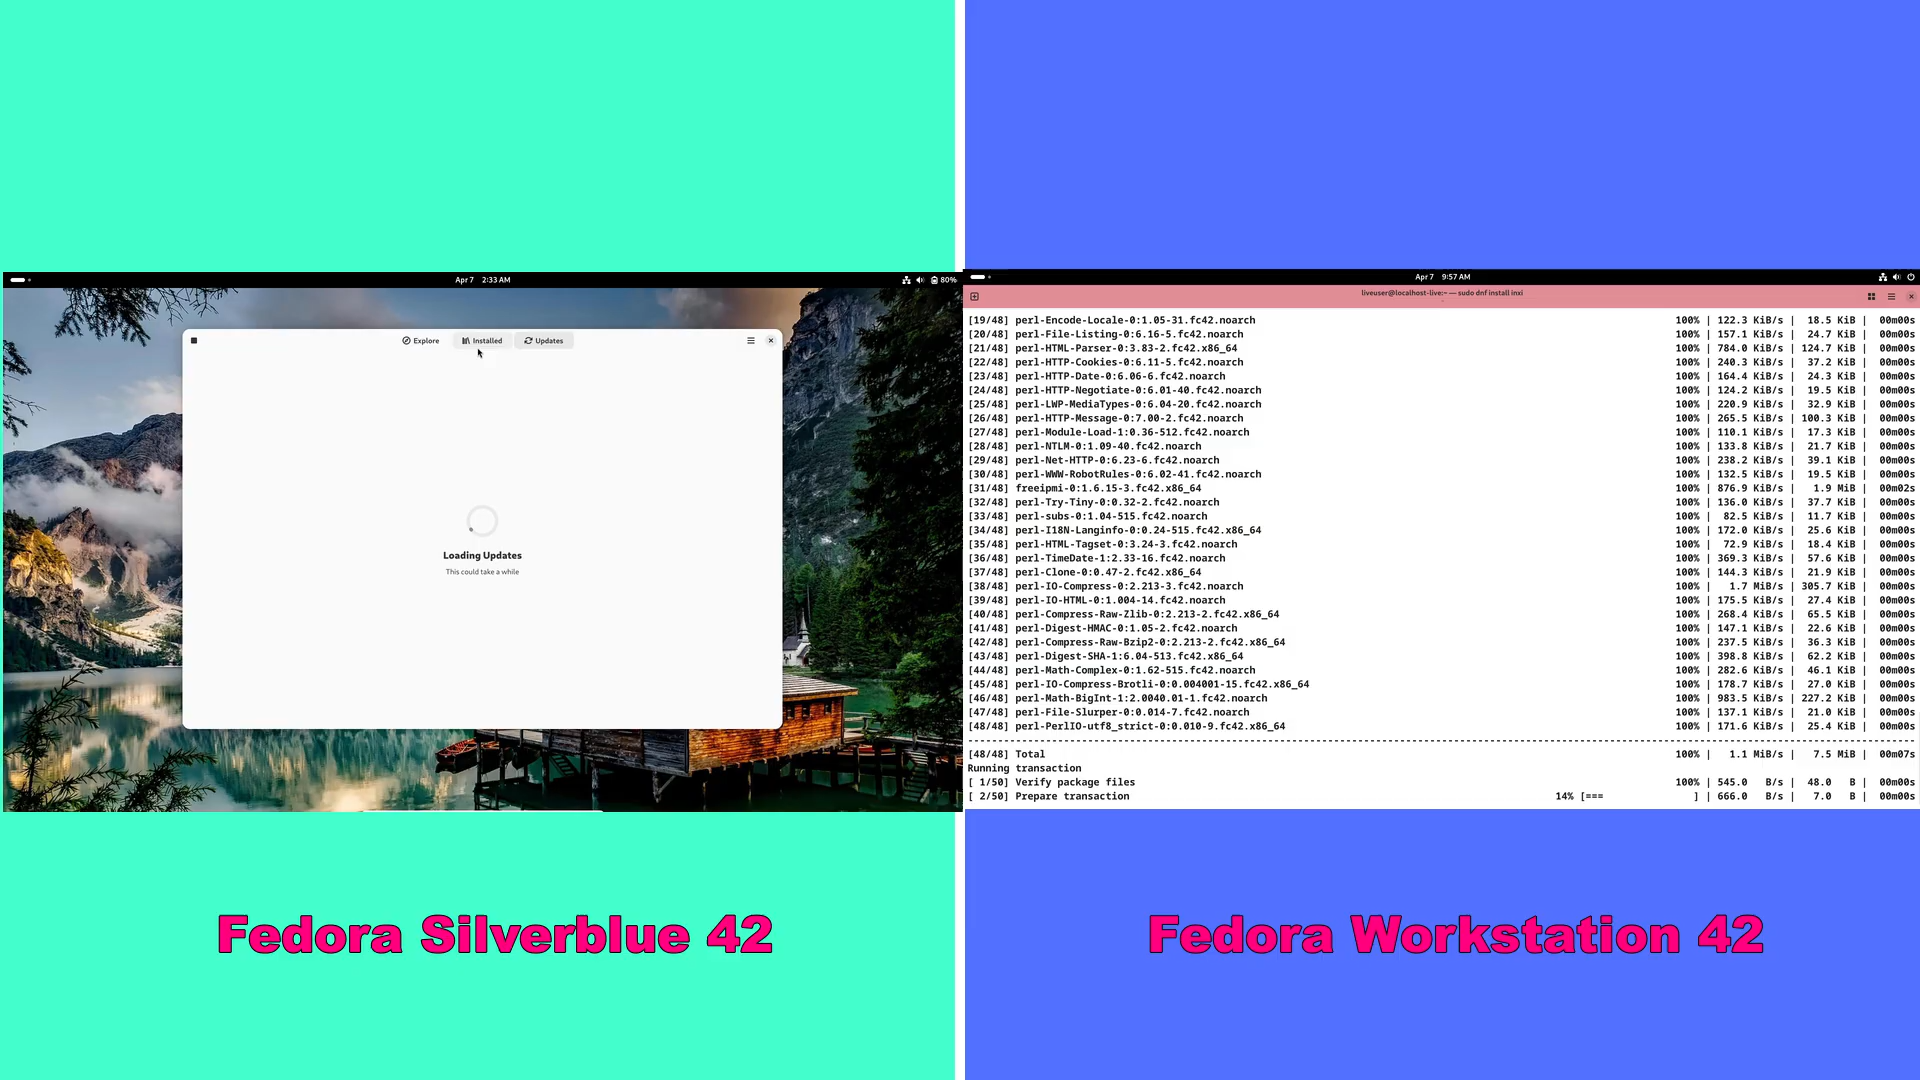 Apr 7 2:33 AM
80%
Explore
Installed
Updates
Loading Updates
This could take a while
Fedora Silverblue 42
Apr 7 9:57 AM
liveuser@localhost-live:~ — sudo dnf install inxi
[19/48] perl-Encode-Locale-0:1.05-31.fc42.noarch 100% | 122.3 KiB/s | 18.5 KiB | 00m00s
[20/48] perl-File-Listing-0:6.16-5.fc42.noarch 100% | 157.1 KiB/s | 24.7 KiB | 00m00s
[21/48] perl-HTML-Parser-0:3.83-2.fc42.x86_64 100% | 784.0 KiB/s | 124.7 KiB | 00m00s
[22/48] perl-HTTP-Cookies-0:6.11-5.fc42.noarch 100% | 240.3 KiB/s | 37.2 KiB | 00m00s
[23/48] perl-HTTP-Date-0:6.06-6.fc42.noarch 100% | 164.4 KiB/s | 24.3 KiB | 00m00s
[24/48] perl-HTTP-Negotiate-0:6.01-40.fc42.noarch 100% | 124.2 KiB/s | 19.5 KiB | 00m00s
[25/48] perl-LWP-MediaTypes-0:6.04-20.fc42.noarch 100% | 220.9 KiB/s | 32.9 KiB | 00m00s
[26/48] perl-HTTP-Message-0:7.00-2.fc42.noarch 100% | 265.5 KiB/s | 100.3 KiB | 00m00s
[27/48] perl-Module-Load-1:0.36-512.fc42.noarch 100% | 110.1 KiB/s | 17.3 KiB | 00m00s
[28/48] perl-NTLM-0:1.09-40.fc42.noarch 100% | 133.8 KiB/s | 21.7 KiB | 00m00s
[29/48] perl-Net-HTTP-0:6.23-6.fc42.noarch 100% | 238.2 KiB/s | 39.1 KiB | 00m00s
[30/48] perl-WWW-RobotRules-0:6.02-41.fc42.noarch 100% | 132.5 KiB/s | 19.5 KiB | 00m00s
[31/48] freeipmi-0:1.6.15-3.fc42.x86_64 100% | 876.9 KiB/s | 1.9 MiB | 00m02s
[32/48] perl-Try-Tiny-0:0.32-2.fc42.noarch 100% | 136.0 KiB/s | 37.7 KiB | 00m00s
[33/48] perl-subs-0:1.04-515.fc42.noarch 100% | 82.5 KiB/s | 11.7 KiB | 00m00s
[34/48] perl-I18N-Langinfo-0:0.24-515.fc42.x86_64 100% | 172.0 KiB/s | 25.6 KiB | 00m00s
[35/48] perl-HTML-Tagset-0:3.24-3.fc42.noarch 100% | 72.9 KiB/s | 18.4 KiB | 00m00s
[36/48] perl-TimeDate-1:2.33-16.fc42.noarch 100% | 369.3 KiB/s | 57.6 KiB | 00m00s
[37/48] perl-Clone-0:0.47-2.fc42.x86_64 100% | 144.3 KiB/s | 21.9 KiB | 00m00s
[38/48] perl-IO-Compress-0:2.213-3.fc42.noarch 100% | 1.7 MiB/s | 305.7 KiB | 00m00s
[39/48] perl-IO-HTML-0:1.004-14.fc42.noarch 100% | 175.5 KiB/s | 27.4 KiB | 00m00s
[40/48] perl-Compress-Raw-Zlib-0:2.213-2.fc42.x86_64 100% | 268.4 KiB/s | 65.5 KiB | 00m00s
[41/48] perl-Digest-HMAC-0:1.05-2.fc42.noarch 100% | 147.1 KiB/s | 22.6 KiB | 00m00s
[42/48] perl-Compress-Raw-Bzip2-0:2.213-2.fc42.x86_64 100% | 237.5 KiB/s | 36.3 KiB | 00m00s
[43/48] perl-Digest-SHA-1:6.04-513.fc42.x86_64 100% | 398.8 KiB/s | 62.2 KiB | 00m00s
[44/48] perl-Math-Complex-0:1.62-515.fc42.noarch 100% | 282.6 KiB/s | 46.1 KiB | 00m00s
[45/48] perl-IO-Compress-Brotli-0:0.004001-15.fc42.x86_64 100% | 178.7 KiB/s | 27.0 KiB | 00m00s
[46/48] perl-Math-BigInt-1:2.0040.01-1.fc42.noarch 100% | 983.5 KiB/s | 227.2 KiB | 00m00s
[47/48] perl-File-Slurper-0:0.014-7.fc42.noarch 100% | 137.1 KiB/s | 21.0 KiB | 00m00s
[48/48] perl-PerlIO-utf8_strict-0:0.010-9.fc42.x86_64 100% | 171.6 KiB/s | 25.4 KiB | 00m00s
[48/48] Total 100% | 1.1 MiB/s | 7.5 MiB | 00m07s
Running transaction
[ 1/50] Verify package files 100% | 545.0 B/s | 48.0 B | 00m00s
[ 2/50] Prepare transaction 14% [=== ] | 666.0 B/s | 7.0 B | 00m00s
Fedora Workstation 42